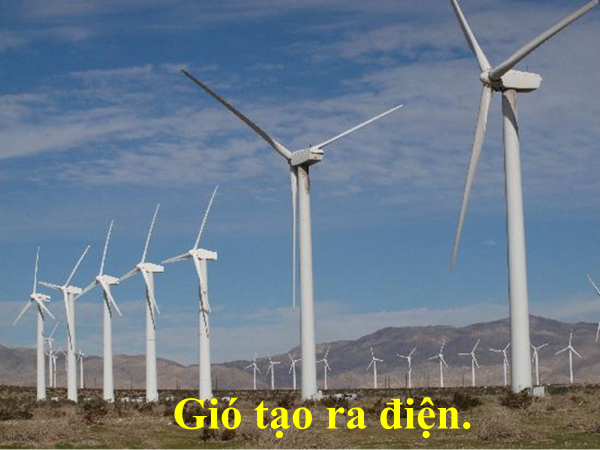 Gió tạo ra điện.